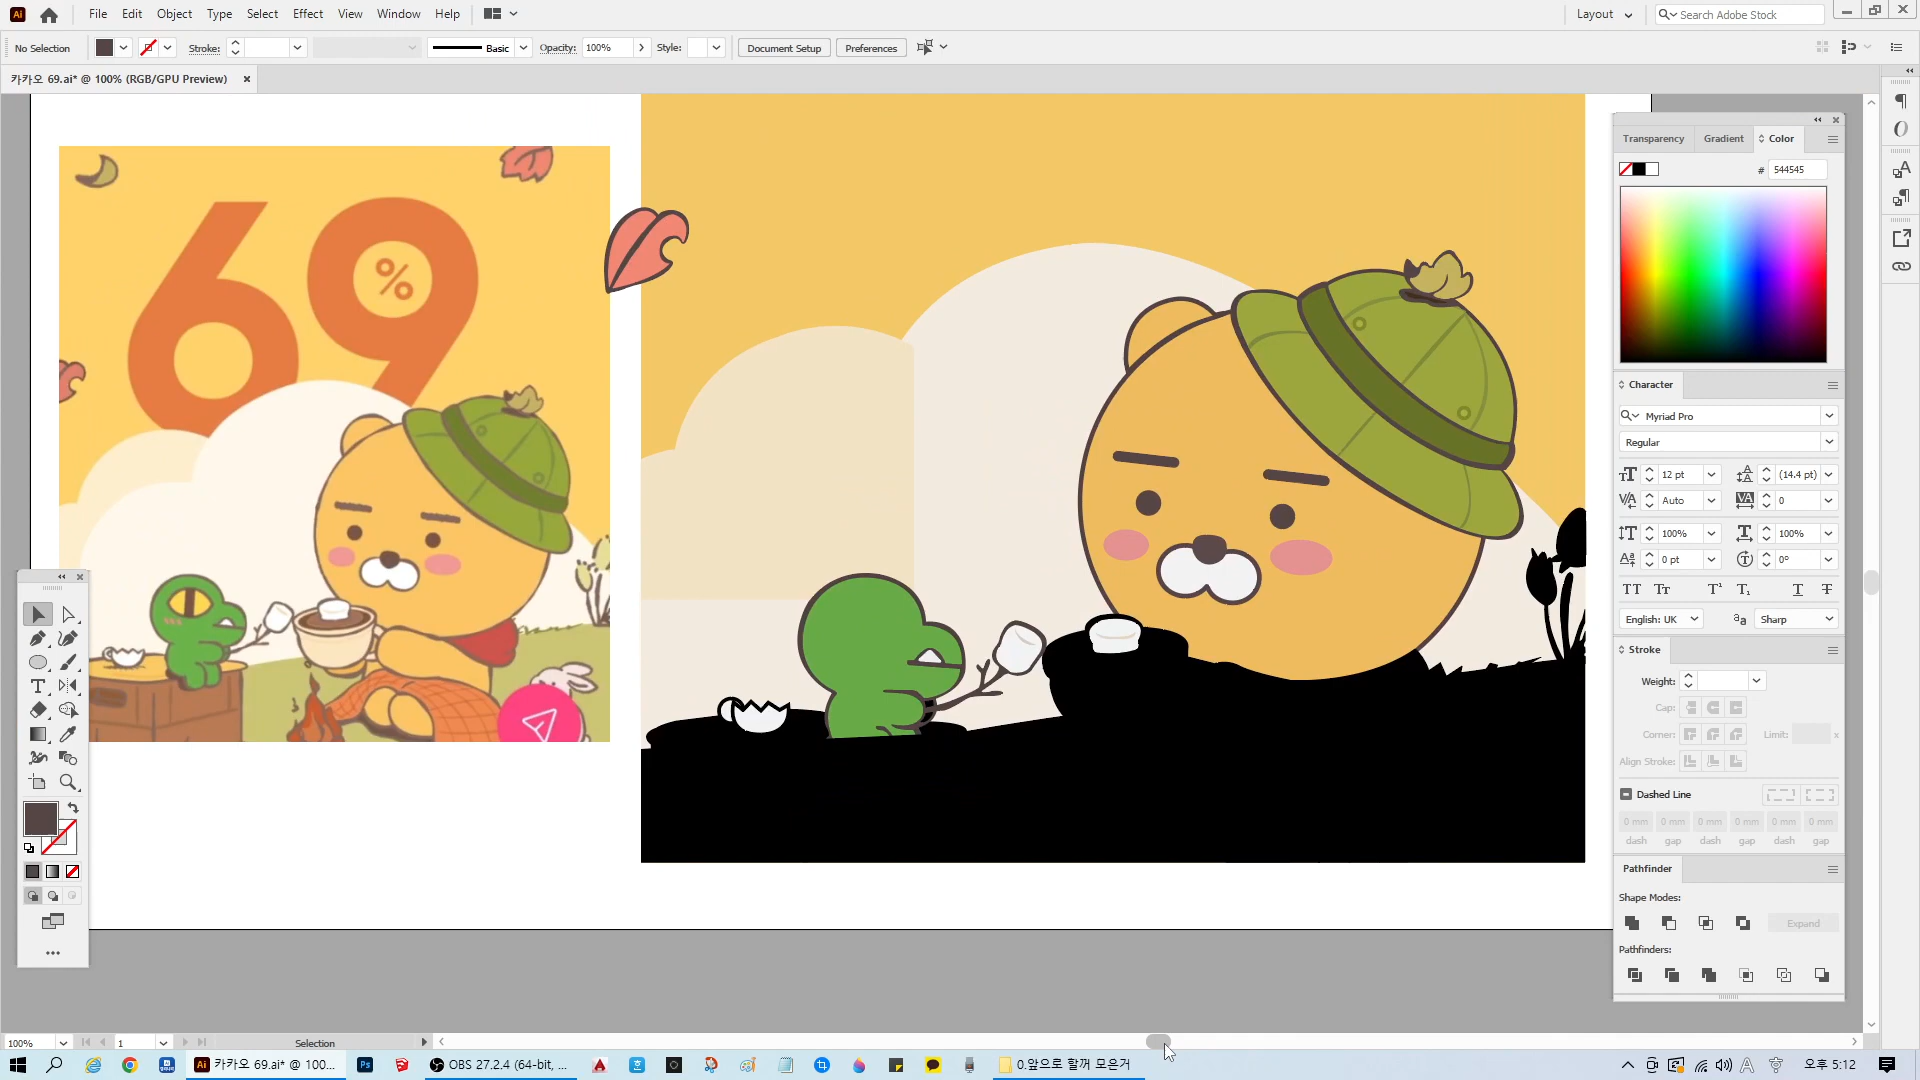 Ai File Edit Object Type Select Effect View Window Help Layout Search Adobe Stock
No Selection Stroke: Basic Opacity: 100% Style: Document Setup Preferences
카카오 69.ai* @ 100% (RGB/GPU Preview)
69%
Transparency Gradient Color
# 544545
Character
Myriad Pro
Regular
12 pt (14.4 pt)
Auto 0
100% 100%
0 pt 0°
English: UK Sharp
Stroke
Weight:
Cap:
Corner: Limit: x
Align Stroke:
Dashed Line
0 mm 0 mm 0 mm 0 mm 0 mm 0 mm
dash gap dash gap dash gap
Pathfinder
Shape Modes:
Expand
Pathfinders:
100% 1 Selection
카카오 69.ai* @ 100... Ps OBS 27.2.4 (64-bit, ... 0.앞으로 할꺼 모은거 A 오후 5:12